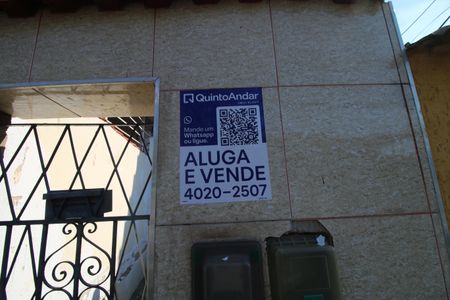 QuintoAndar
Mande um
Whatsapp
ou ligue.
ALUGA
E VENDE
4020-2507